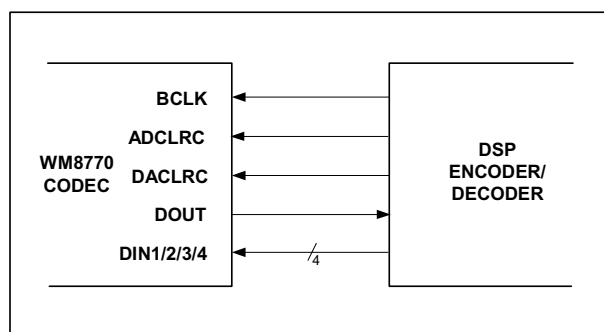 BCLK
ADCLRC
WM8770
CODEC
DACLRC
DOUT
DIN1/2/3/4
4
DSP
ENCODER/
DECODER